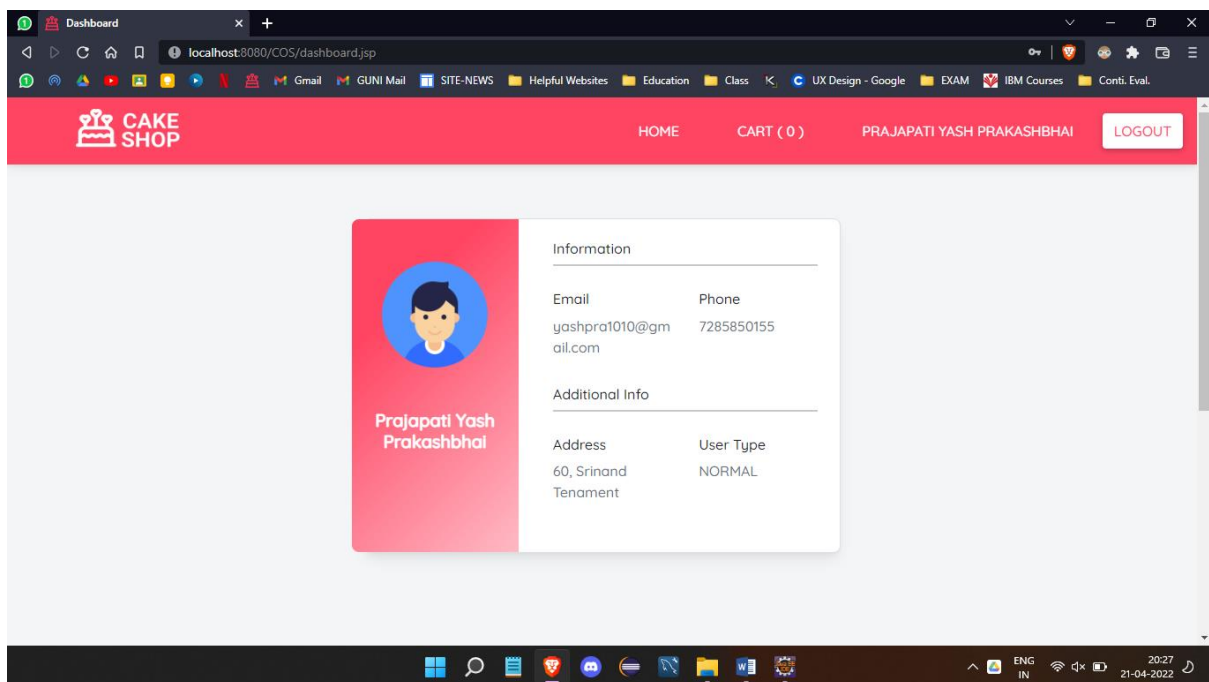 Dashboard
localhost:8080/COS/dashboard.jsp
Gmail GUNI Mail SITE-NEWS Helpful Websites Education Class UX Design - Google EXAM IBM Courses Conti. Eval.
CAKE
SHOP
HOME CART ( 0 ) PRAJAPATI YASH PRAKASHBHAI LOGOUT
Prajapati Yash
Prakashbhai
Information
Email Phone
yashpra1010@gm 7285850155
ail.com
Additional Info
Address User Type
60, Srinand NORMAL
Tenament
ENG
IN
20:27
21-04-2022